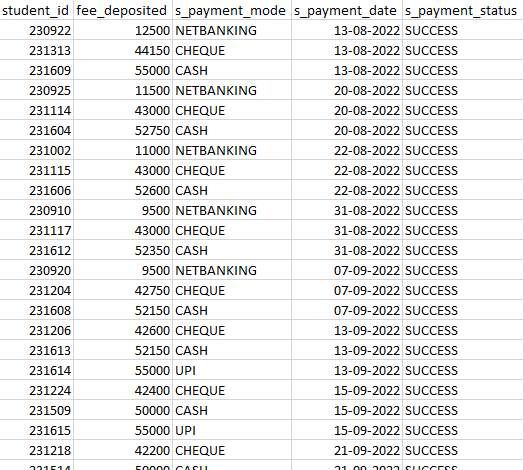 student_id fee_deposited s_payment_mode s_payment_date s_payment_status
230922 12500 NETBANKING 13-08-2022 SUCCESS
231313 44150 CHEQUE 13-08-2022 SUCCESS
231609 55000 CASH 13-08-2022 SUCCESS
230925 11500 NETBANKING 20-08-2022 SUCCESS
231114 43000 CHEQUE 20-08-2022 SUCCESS
231604 52750 CASH 20-08-2022 SUCCESS
231002 11000 NETBANKING 22-08-2022 SUCCESS
231115 43000 CHEQUE 22-08-2022 SUCCESS
231606 52600 CASH 22-08-2022 SUCCESS
230910 9500 NETBANKING 31-08-2022 SUCCESS
231117 43000 CHEQUE 31-08-2022 SUCCESS
231612 52350 CASH 31-08-2022 SUCCESS
230920 9500 NETBANKING 07-09-2022 SUCCESS
231204 42750 CHEQUE 07-09-2022 SUCCESS
231608 52150 CASH 07-09-2022 SUCCESS
231206 42600 CHEQUE 13-09-2022 SUCCESS
231613 52150 CASH 13-09-2022 SUCCESS
231614 55000 UPI 13-09-2022 SUCCESS
231224 42400 CHEQUE 15-09-2022 SUCCESS
231509 50000 CASH 15-09-2022 SUCCESS
231615 55000 UPI 15-09-2022 SUCCESS
231218 42200 CHEQUE 21-09-2022 SUCCESS
231514 50000 CASH 21-09-2022 SUCCESS